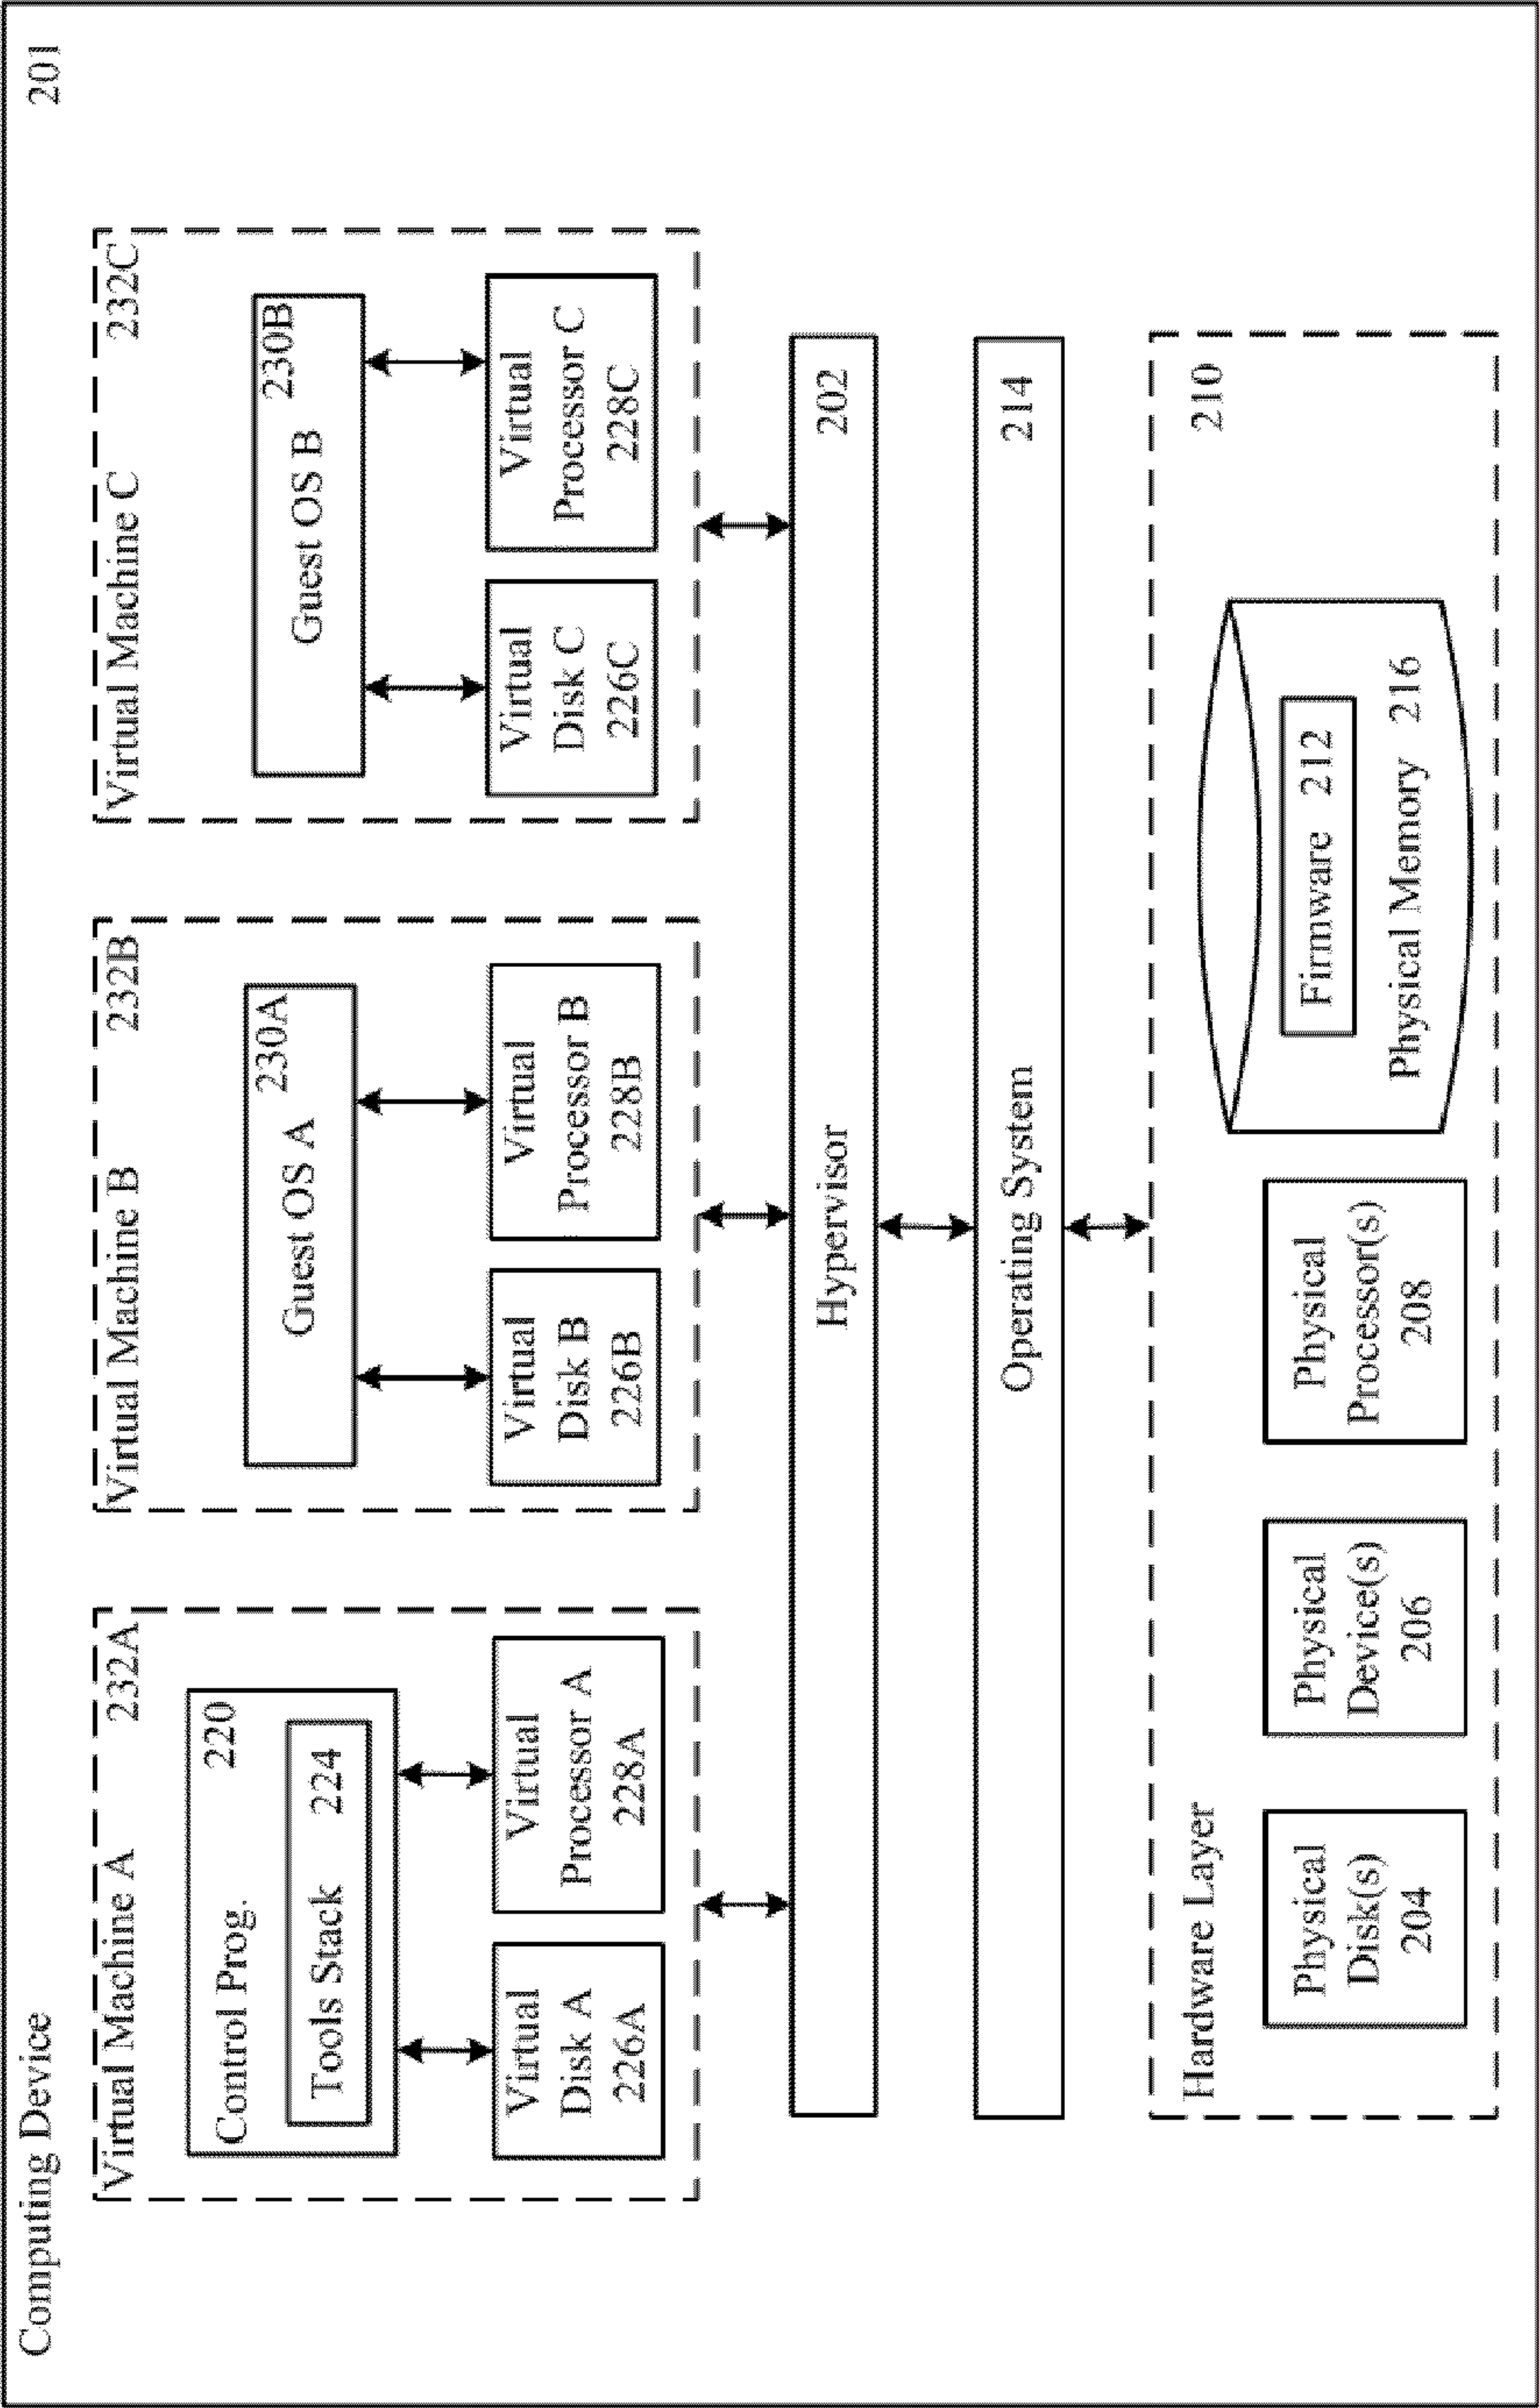 Computing Device
201
Virtual Machine A
232A
Control Prog.
220
Tools Stack
224
Virtual
Disk A
226A
Virtual
Processor A
228A
Virtual Machine B
232B
Guest OS A
230A
Virtual
Disk B
226B
Virtual
Processor B
228B
Virtual Machine C
232C
Guest OS B
230B
Virtual
Disk C
226C
Virtual
Processor C
228C
Hypervisor
202
Operating System
214
Hardware Layer
210
Physical
Disk(s)
204
Physical
Device(s)
206
Physical
Processor(s)
208
Firmware 212
Physical Memory 216